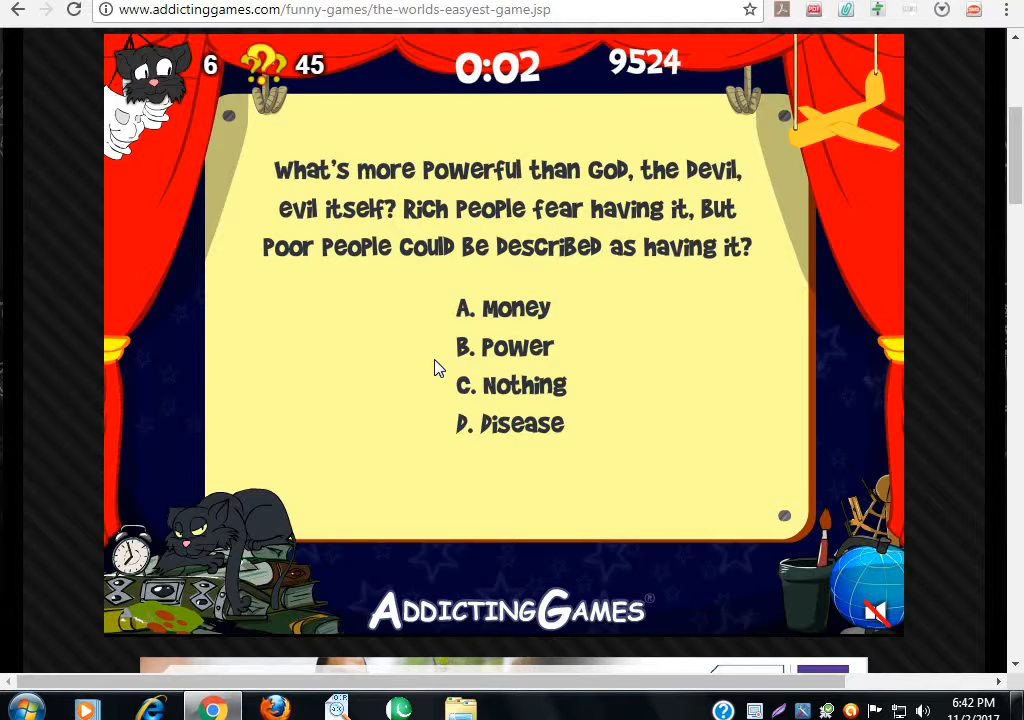 www.addictinggames.com/funny-games/the-worlds-easyest-game.jsp
6 ??? 45 0:02 9524
What's more powerful than God, the Devil,
evil itself? Rich people fear having it, but
poor people could be described as having it?
A. Money
B. Power
C. Nothing
D. Disease
AddictingGames®
6:42 PM
11/2/2017